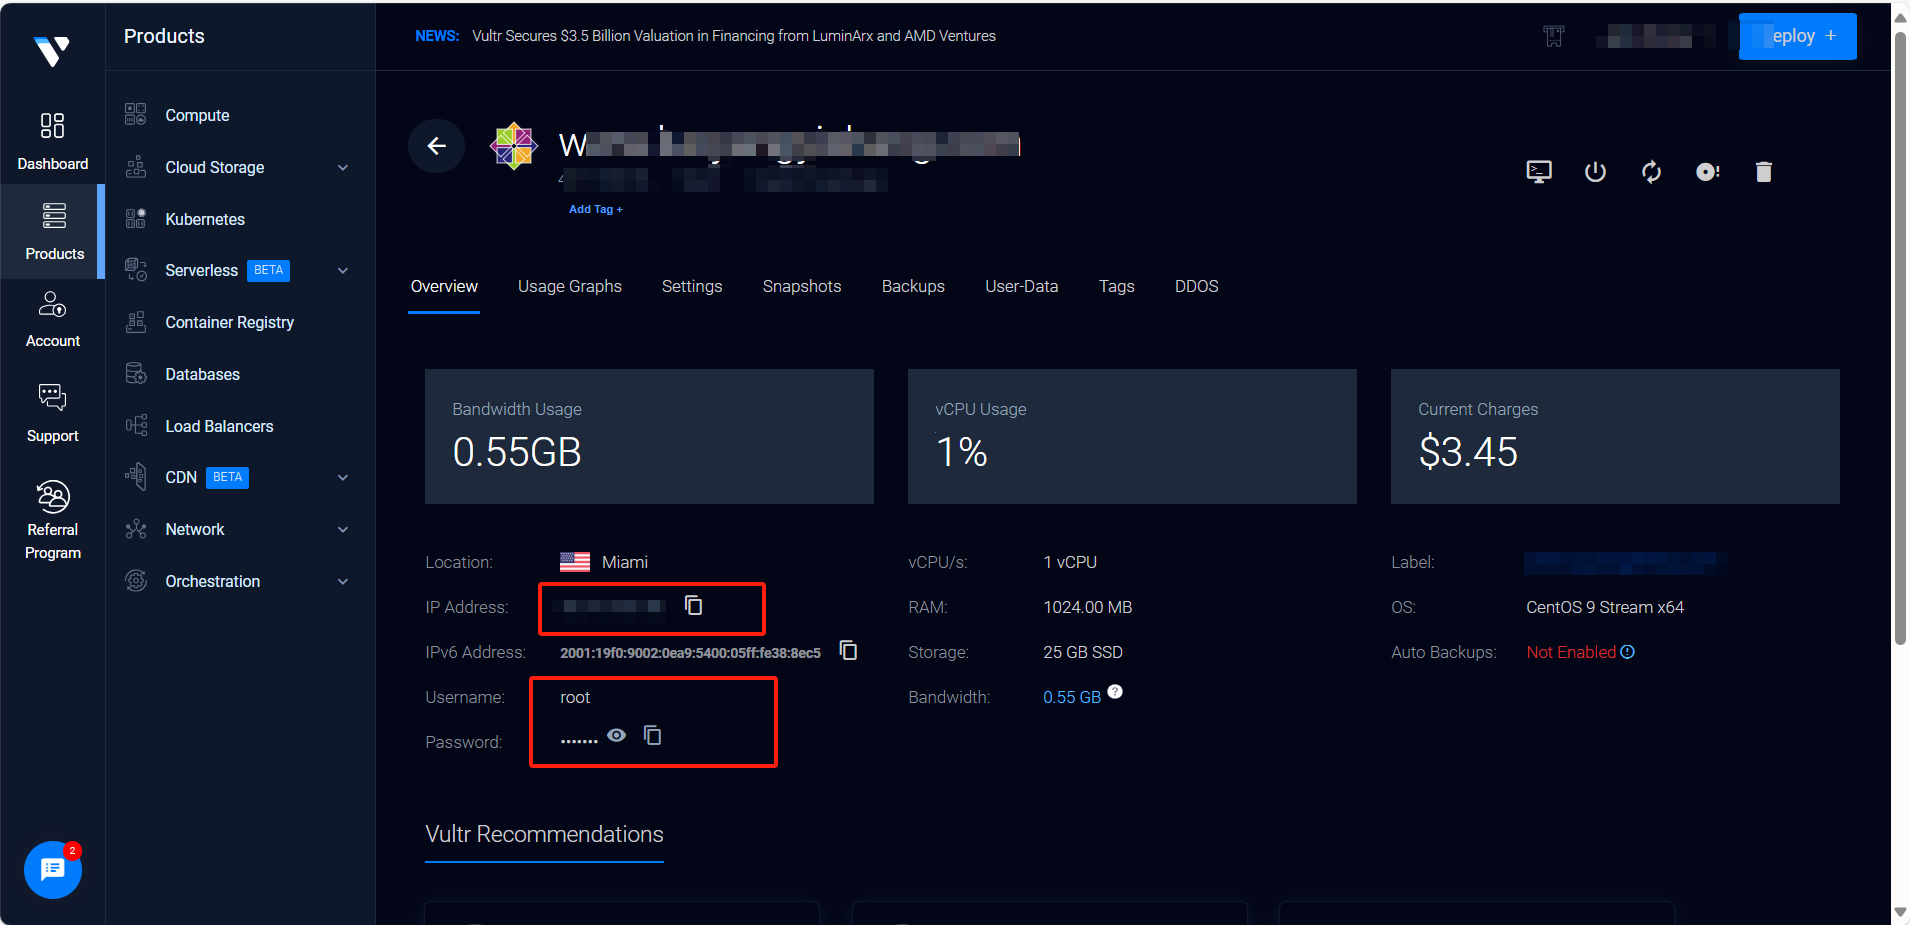 Products
NEWS: Vultr Secures $3.5 Billion Valuation in Financing from LuminArx and AMD Ventures
eploy +
Dashboard
Products
Account
Support
Referral
Program
2
Compute
Cloud Storage
Kubernetes
Serverless BETA
Container Registry
Databases
Load Balancers
CDN BETA
Network
Orchestration
Add Tag +
Overview
Usage Graphs
Settings
Snapshots
Backups
User-Data
Tags
DDOS
Bandwidth Usage
0.55GB
vCPU Usage
1%
Current Charges
$3.45
Location: Miami
IP Address:
IPv6 Address: 2001:19f0:9002:0ea9:5400:05ff:fe38:8ec5
Username: root
Password: .......
vCPU/s: 1 vCPU
RAM: 1024.00 MB
Storage: 25 GB SSD
Bandwidth: 0.55 GB ?
Label:
OS: CentOS 9 Stream x64
Auto Backups: Not Enabled
Vultr Recommendations